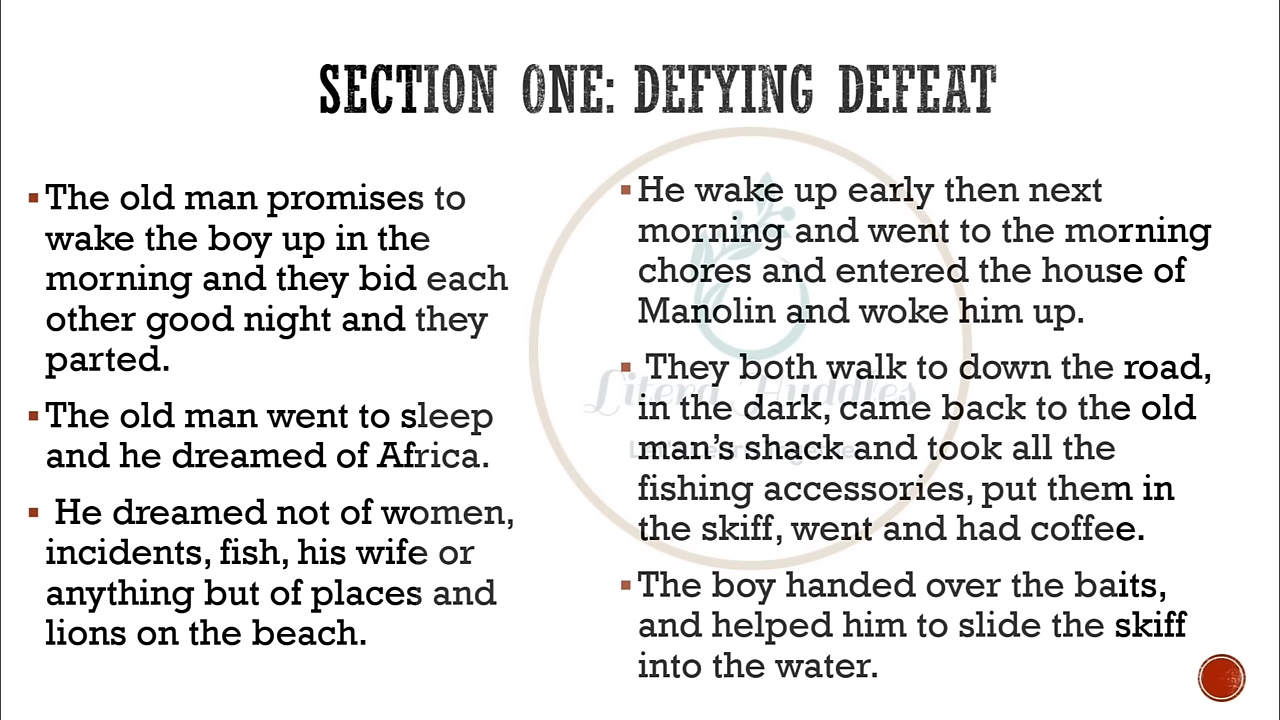 SECTION ONE: DEFYING DEFEAT
▪The old man promises to
wake the boy up in the
morning and they bid each
other good night and they
parted.
▪The old man went to sleep
and he dreamed of Africa.
▪ He dreamed not of women,
incidents, fish, his wife or
anything but of places and
lions on the beach.
▪He wake up early then next
morning and went to the morning
chores and entered the house of
Manolin and woke him up.
▪ They both walk to down the road,
in the dark, came back to the old
man's shack and took all the
fishing accessories, put them in
the skiff, went and had coffee.
▪The boy handed over the baits,
and helped him to slide the skiff
into the water.
Litera Huddles